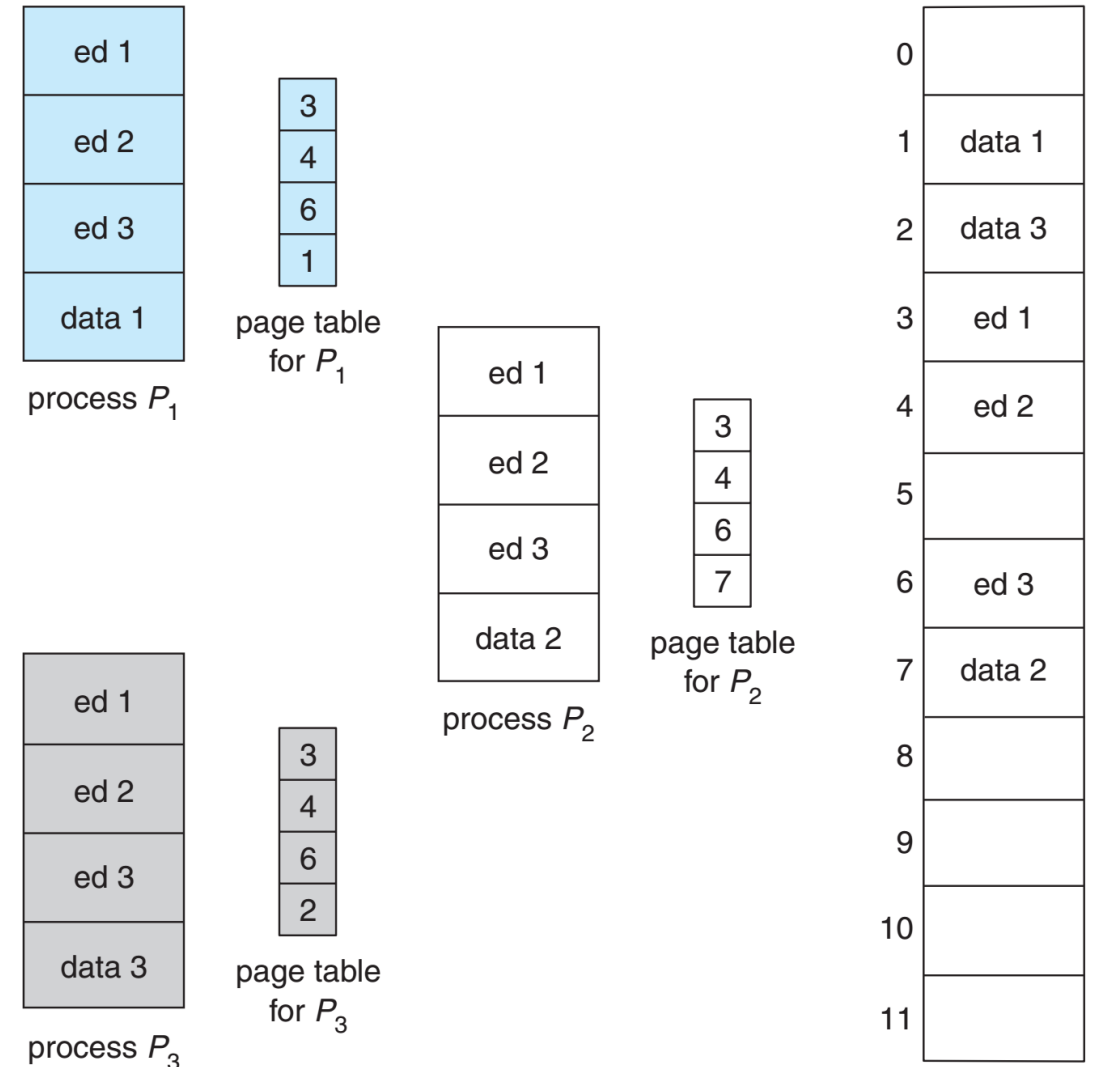 ed 1
ed 2
ed 3
data 1
process P1
3
4
6
1
page table
for P1
ed 1
ed 2
ed 3
data 2
process P2
3
4
6
7
page table
for P2
ed 1
ed 2
ed 3
data 3
process P3
3
4
6
2
page table
for P3
0
1 data 1
2 data 3
3 ed 1
4 ed 2
5
6 ed 3
7 data 2
8
9
10
11